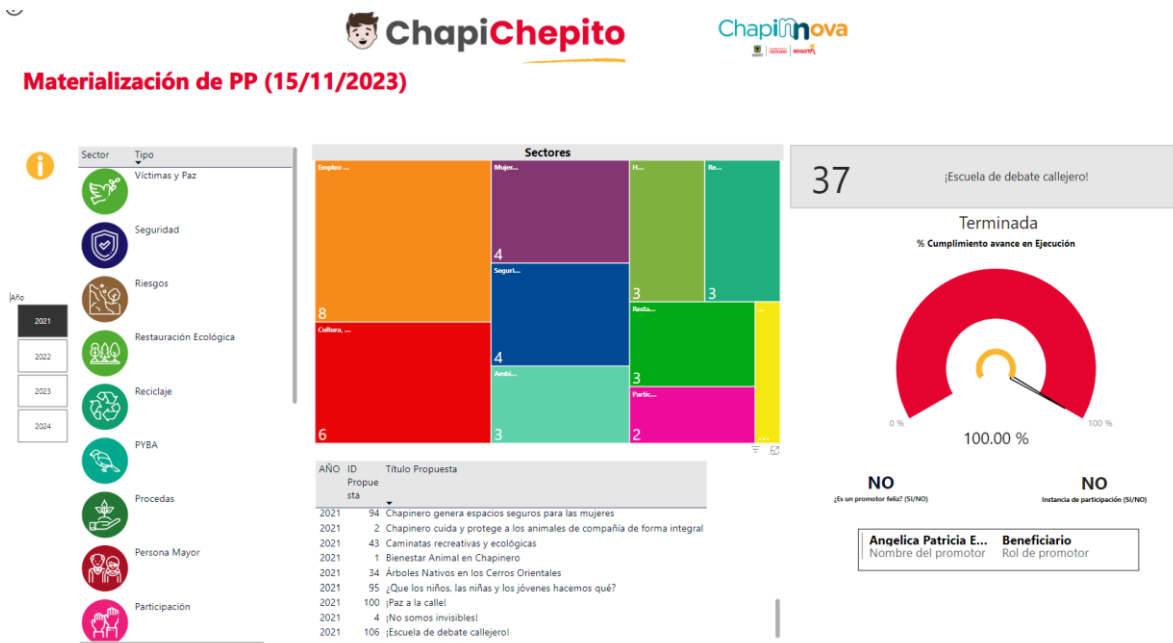 ChapiChepito
Chapinnova
BOGOTÁ
Materialización de PP (15/11/2023)
Año
2021
2022
2023
2024
Sector Tipo
Víctimas y Paz
Seguridad
Riesgos
Restauración Ecológica
Reciclaje
PYBA
Procedas
Persona Mayor
Participación
Sectores
Empleo ...
8
Cultura, ...
6
Mujer...
4
Seguri...
4
Ambi...
3
H...
3
Re...
3
Resta...
3
Partic...
2
...
...
AÑO ID Propue sta Título Propuesta
2021 94 Chapinero genera espacios seguros para las mujeres
2021 2 Chapinero cuida y protege a los animales de compañía de forma integral
2021 43 Caminatas recreativas y ecológicas
2021 1 Bienestar Animal en Chapinero
2021 34 Árboles Nativos en los Cerros Orientales
2021 95 ¿Que los niños, las niñas y los jóvenes hacemos qué?
2021 100 ¡Paz a la calle!
2021 4 ¡No somos invisibles!
2021 106 ¡Escuela de debate callejero!
37 ¡Escuela de debate callejero!
Terminada
% Cumplimiento avance en Ejecución
0 % 100 %
100.00 %
NO NO
¿Es un promotor feliz? (SI/NO) Instancia de participación (SI/NO)
Angelica Patricia E... Beneficiario
Nombre del promotor Rol de promotor